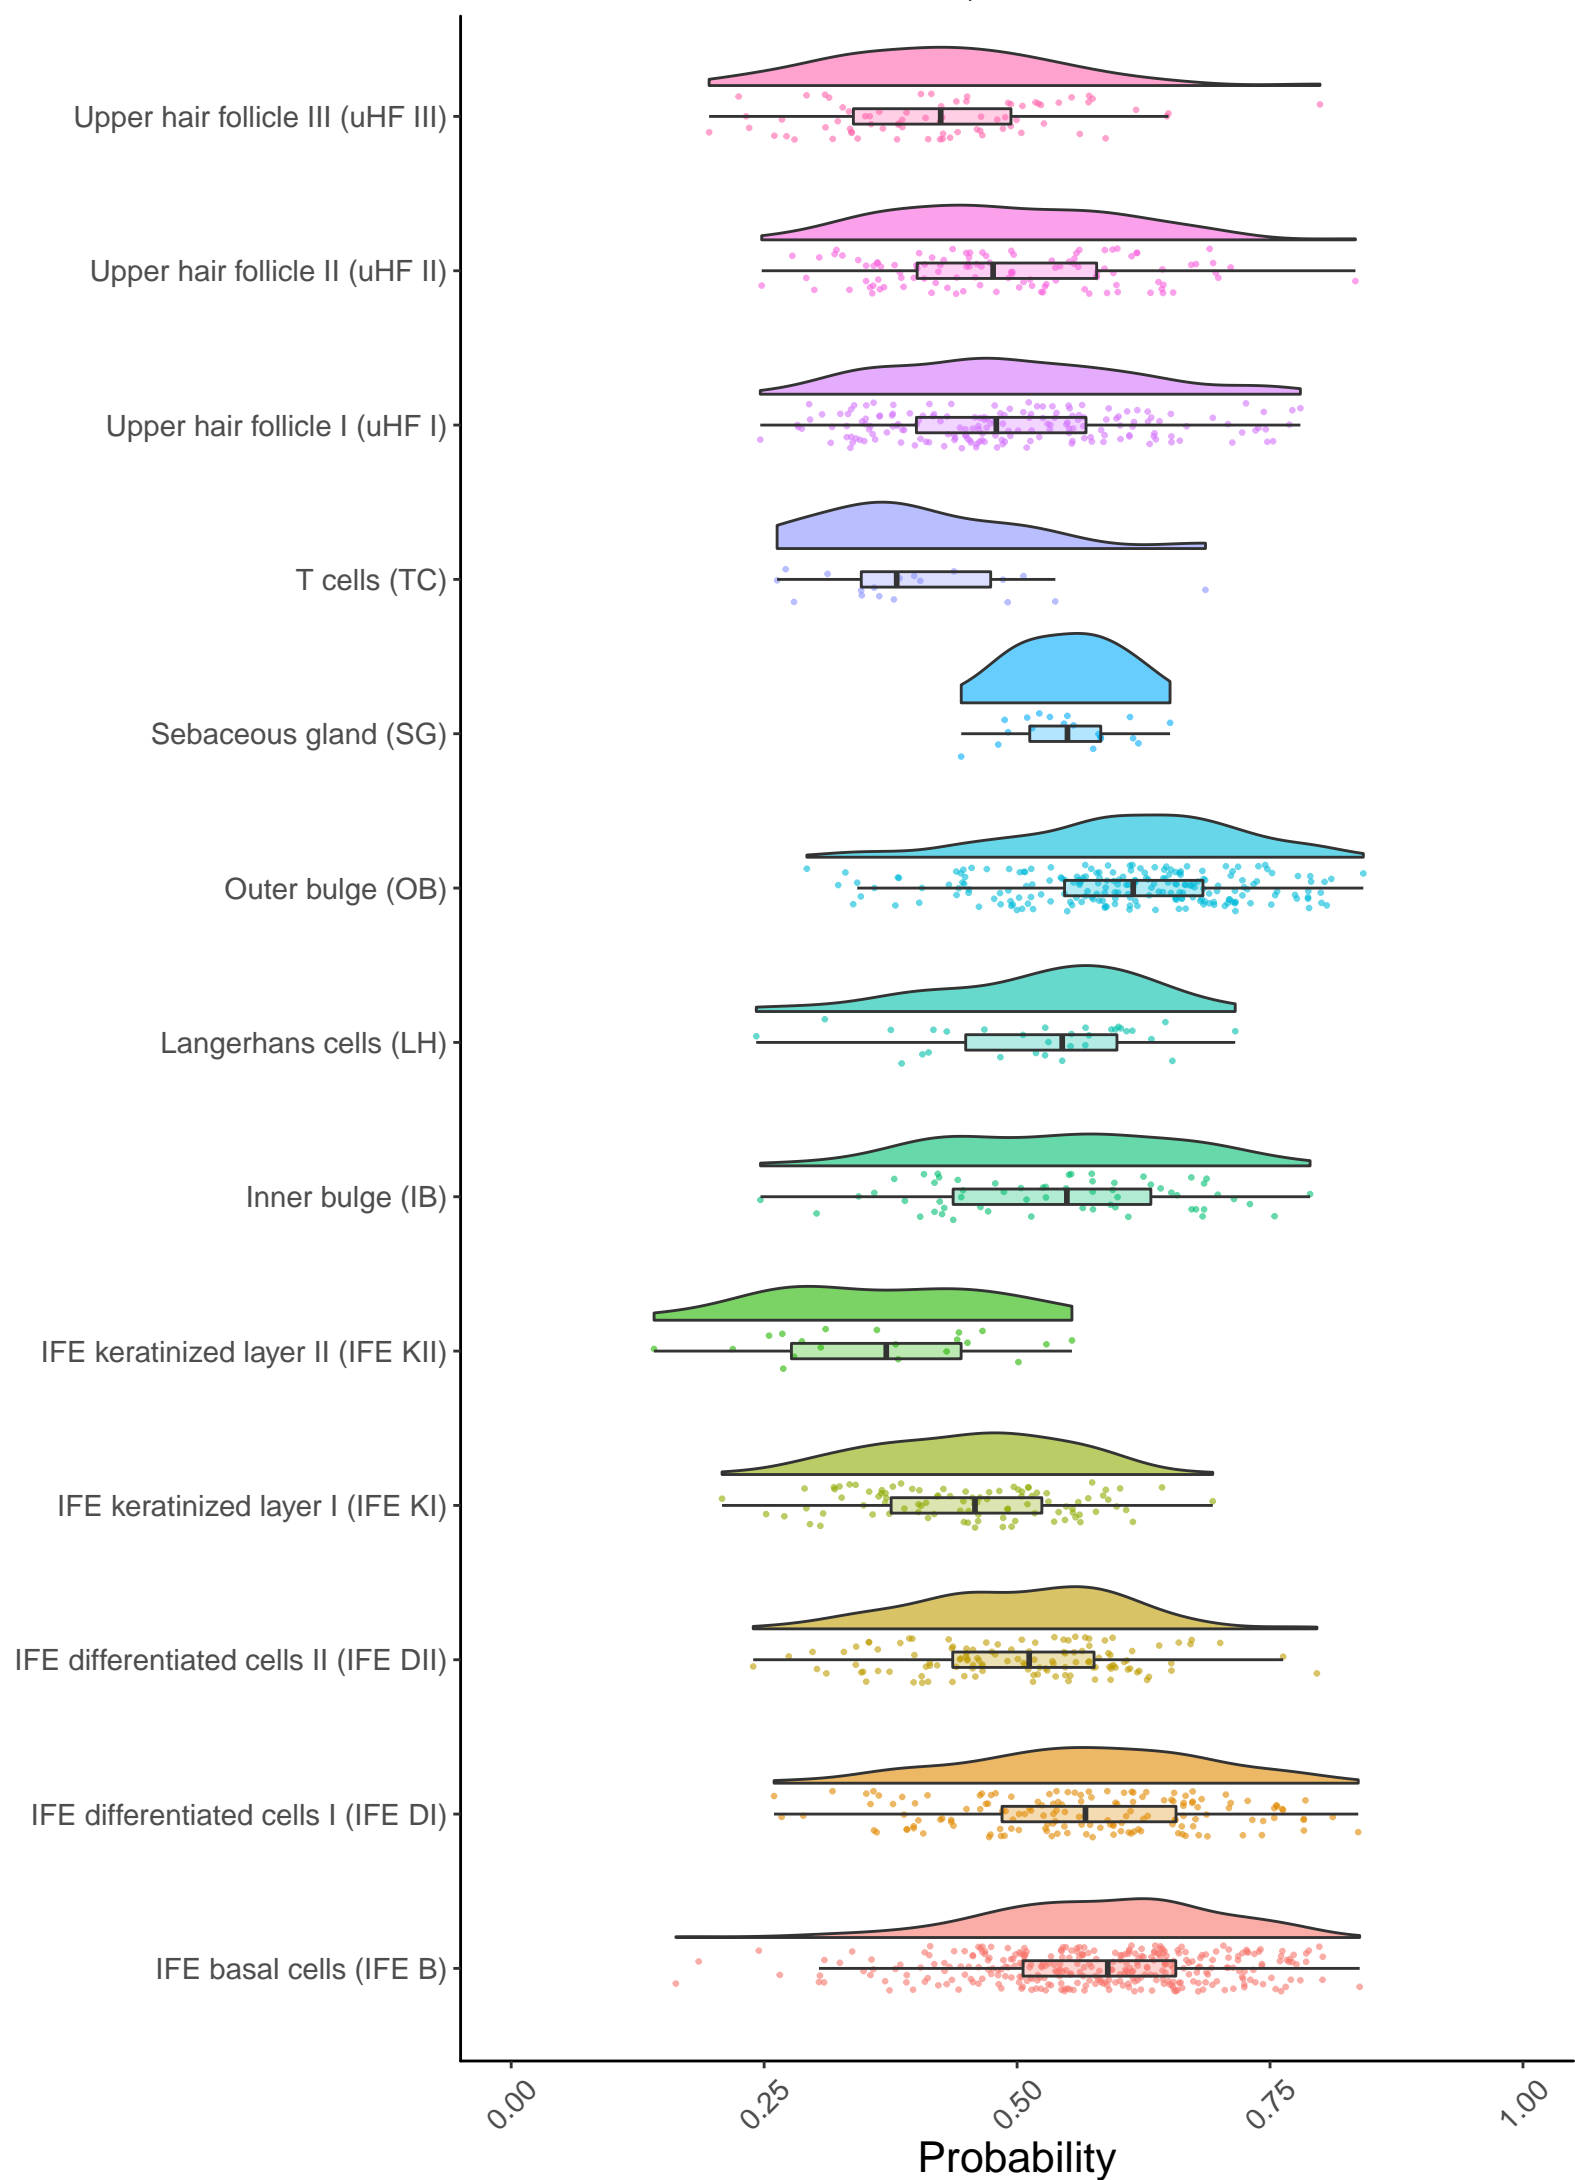 Upper hair follicle III (uHF III)
Upper hair follicle II (uHF II)
Upper hair follicle I (uHF I)
T cells (TC)
Sebaceous gland (SG)
Outer bulge (OB)
Langerhans cells (LH)
Inner bulge (IB)
IFE keratinized layer II (IFE KII)
IFE keratinized layer I (IFE KI)
IFE differentiated cells II (IFE DII)
IFE differentiated cells I (IFE DI)
IFE basal cells (IFE B)
0.00
0.25
0.50
0.75
1.00
Probability